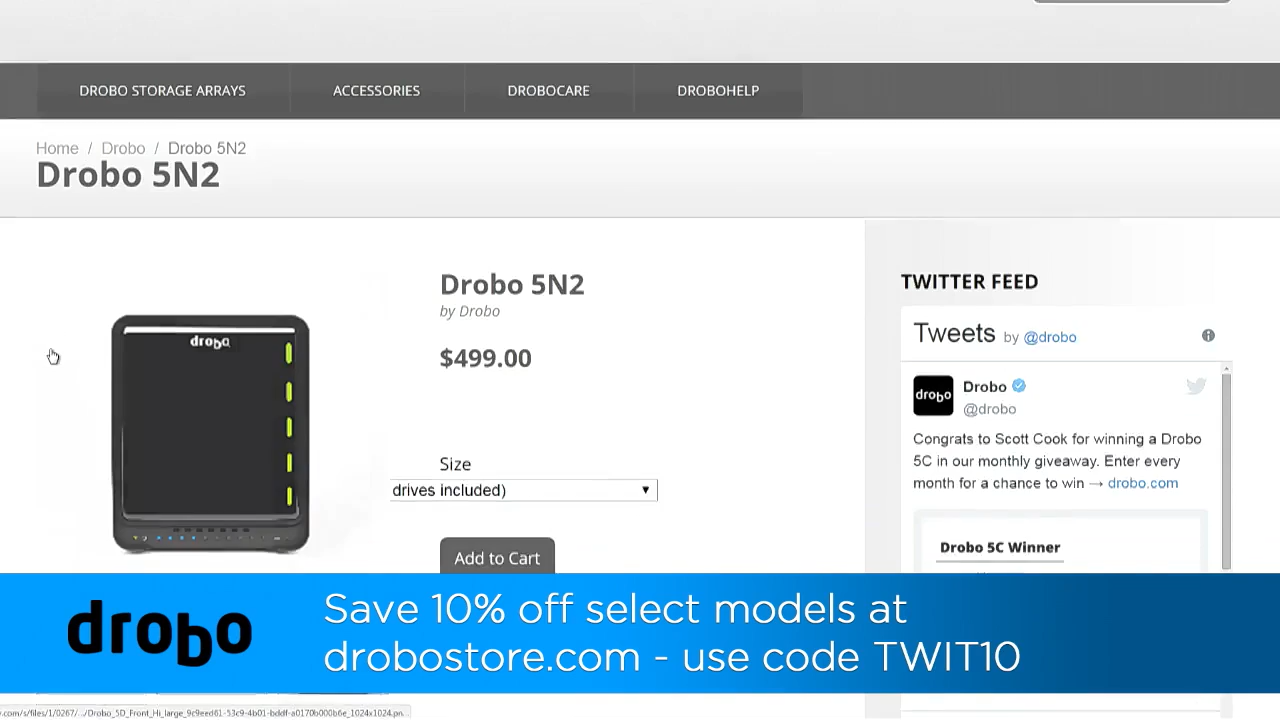 DROBO STORAGE ARRAYS
ACCESSORIES
DROBOCARE
DROBOHELP
Home / Drobo / Drobo 5N2
Drobo 5N2
drobo
Drobo 5N2
by Drobo
$499.00
Size
drives included)
Add to Cart
TWITTER FEED
Tweets by @drobo
drobo
Drobo
@drobo
Congrats to Scott Cook for winning a Drobo
5C in our monthly giveaway. Enter every
month for a chance to win → drobo.com
Drobo 5C Winner
drobo
Save 10% off select models at
drobostore.com - use code TWIT10